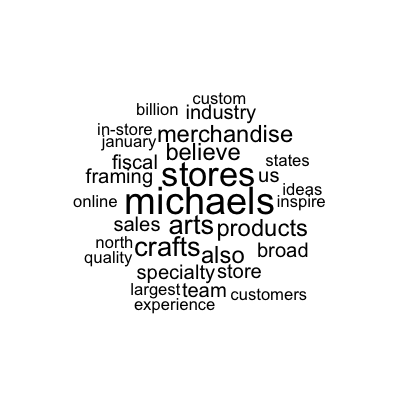 custom
billion industry
in-store merchandise
january believe
fiscal stores states
framing us
ideas
online michaels inspire
sales arts products
north crafts also broad
quality
specialty store
largest team customers
experience